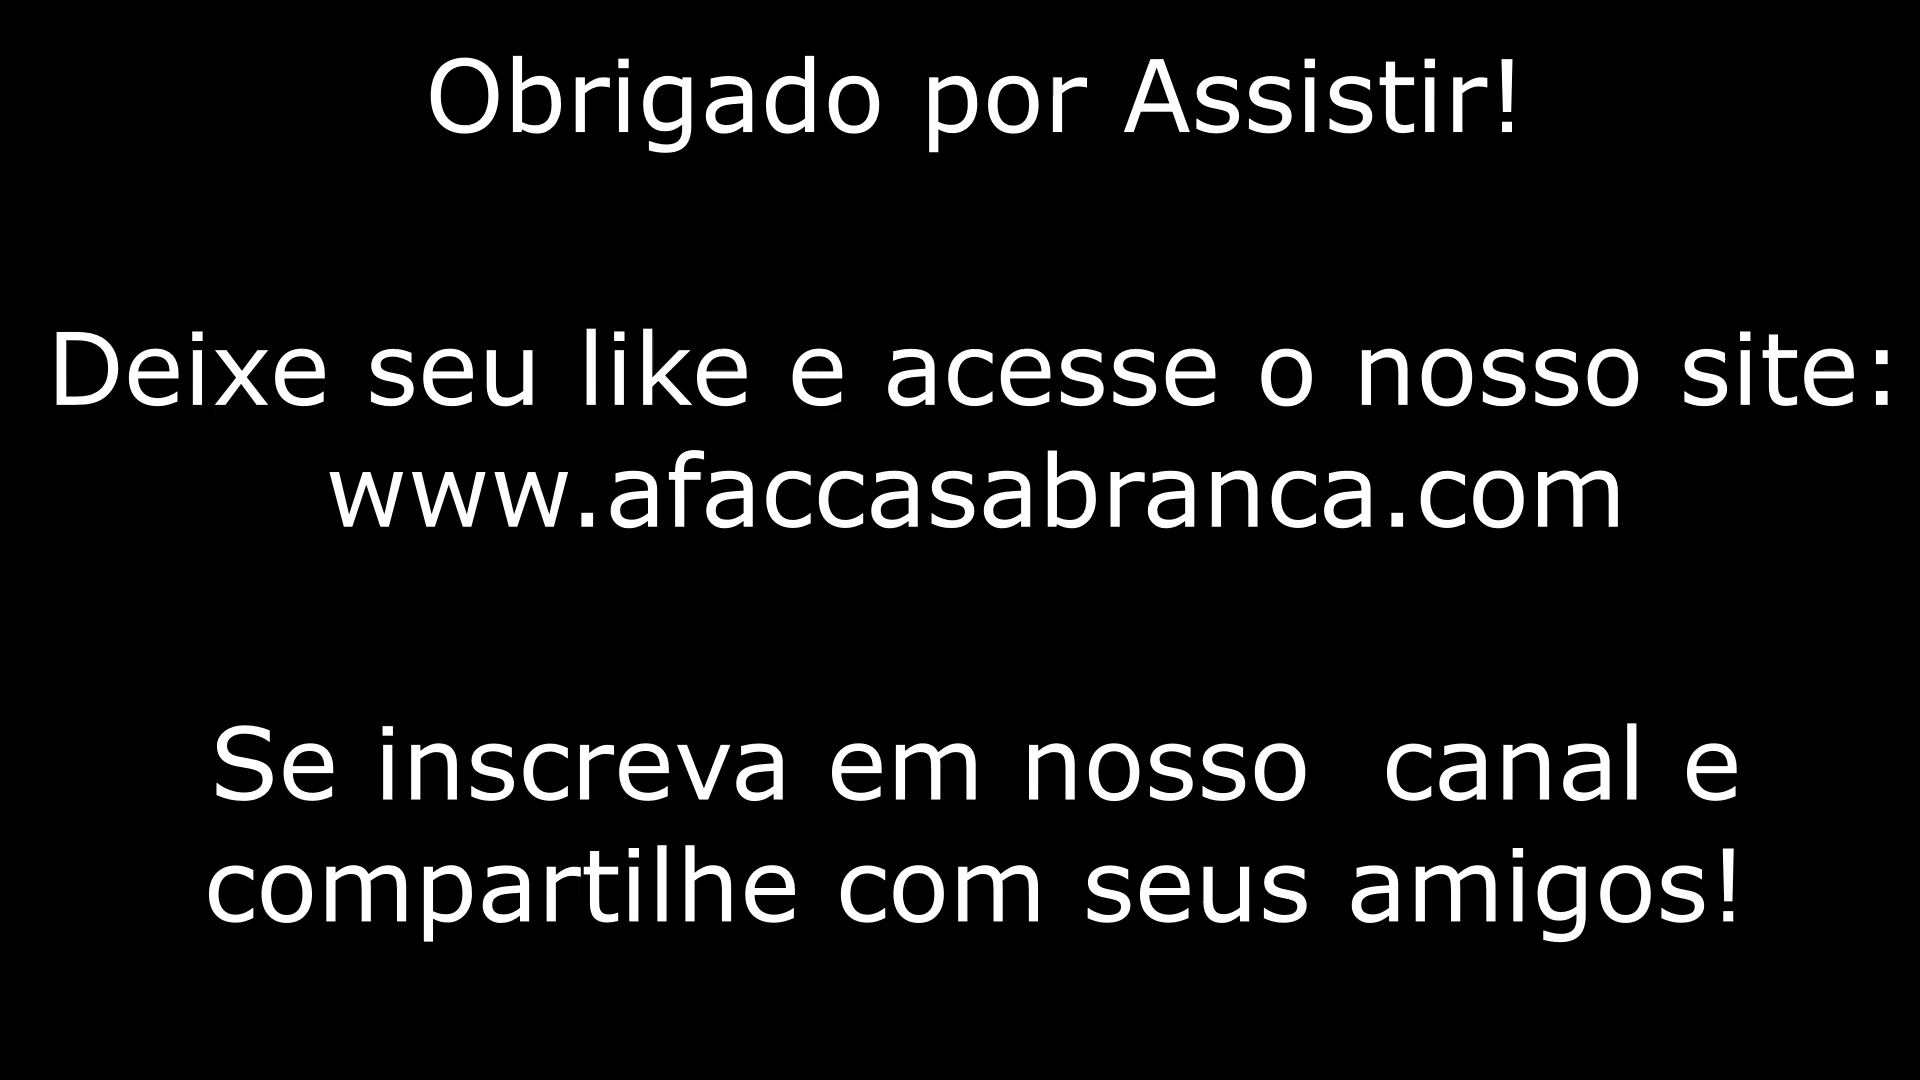 Obrigado por Assistir!
Deixe seu like e acesse o nosso site:
www.afaccasabranca.com
Se inscreva em nosso  canal e
compartilhe com seus amigos!